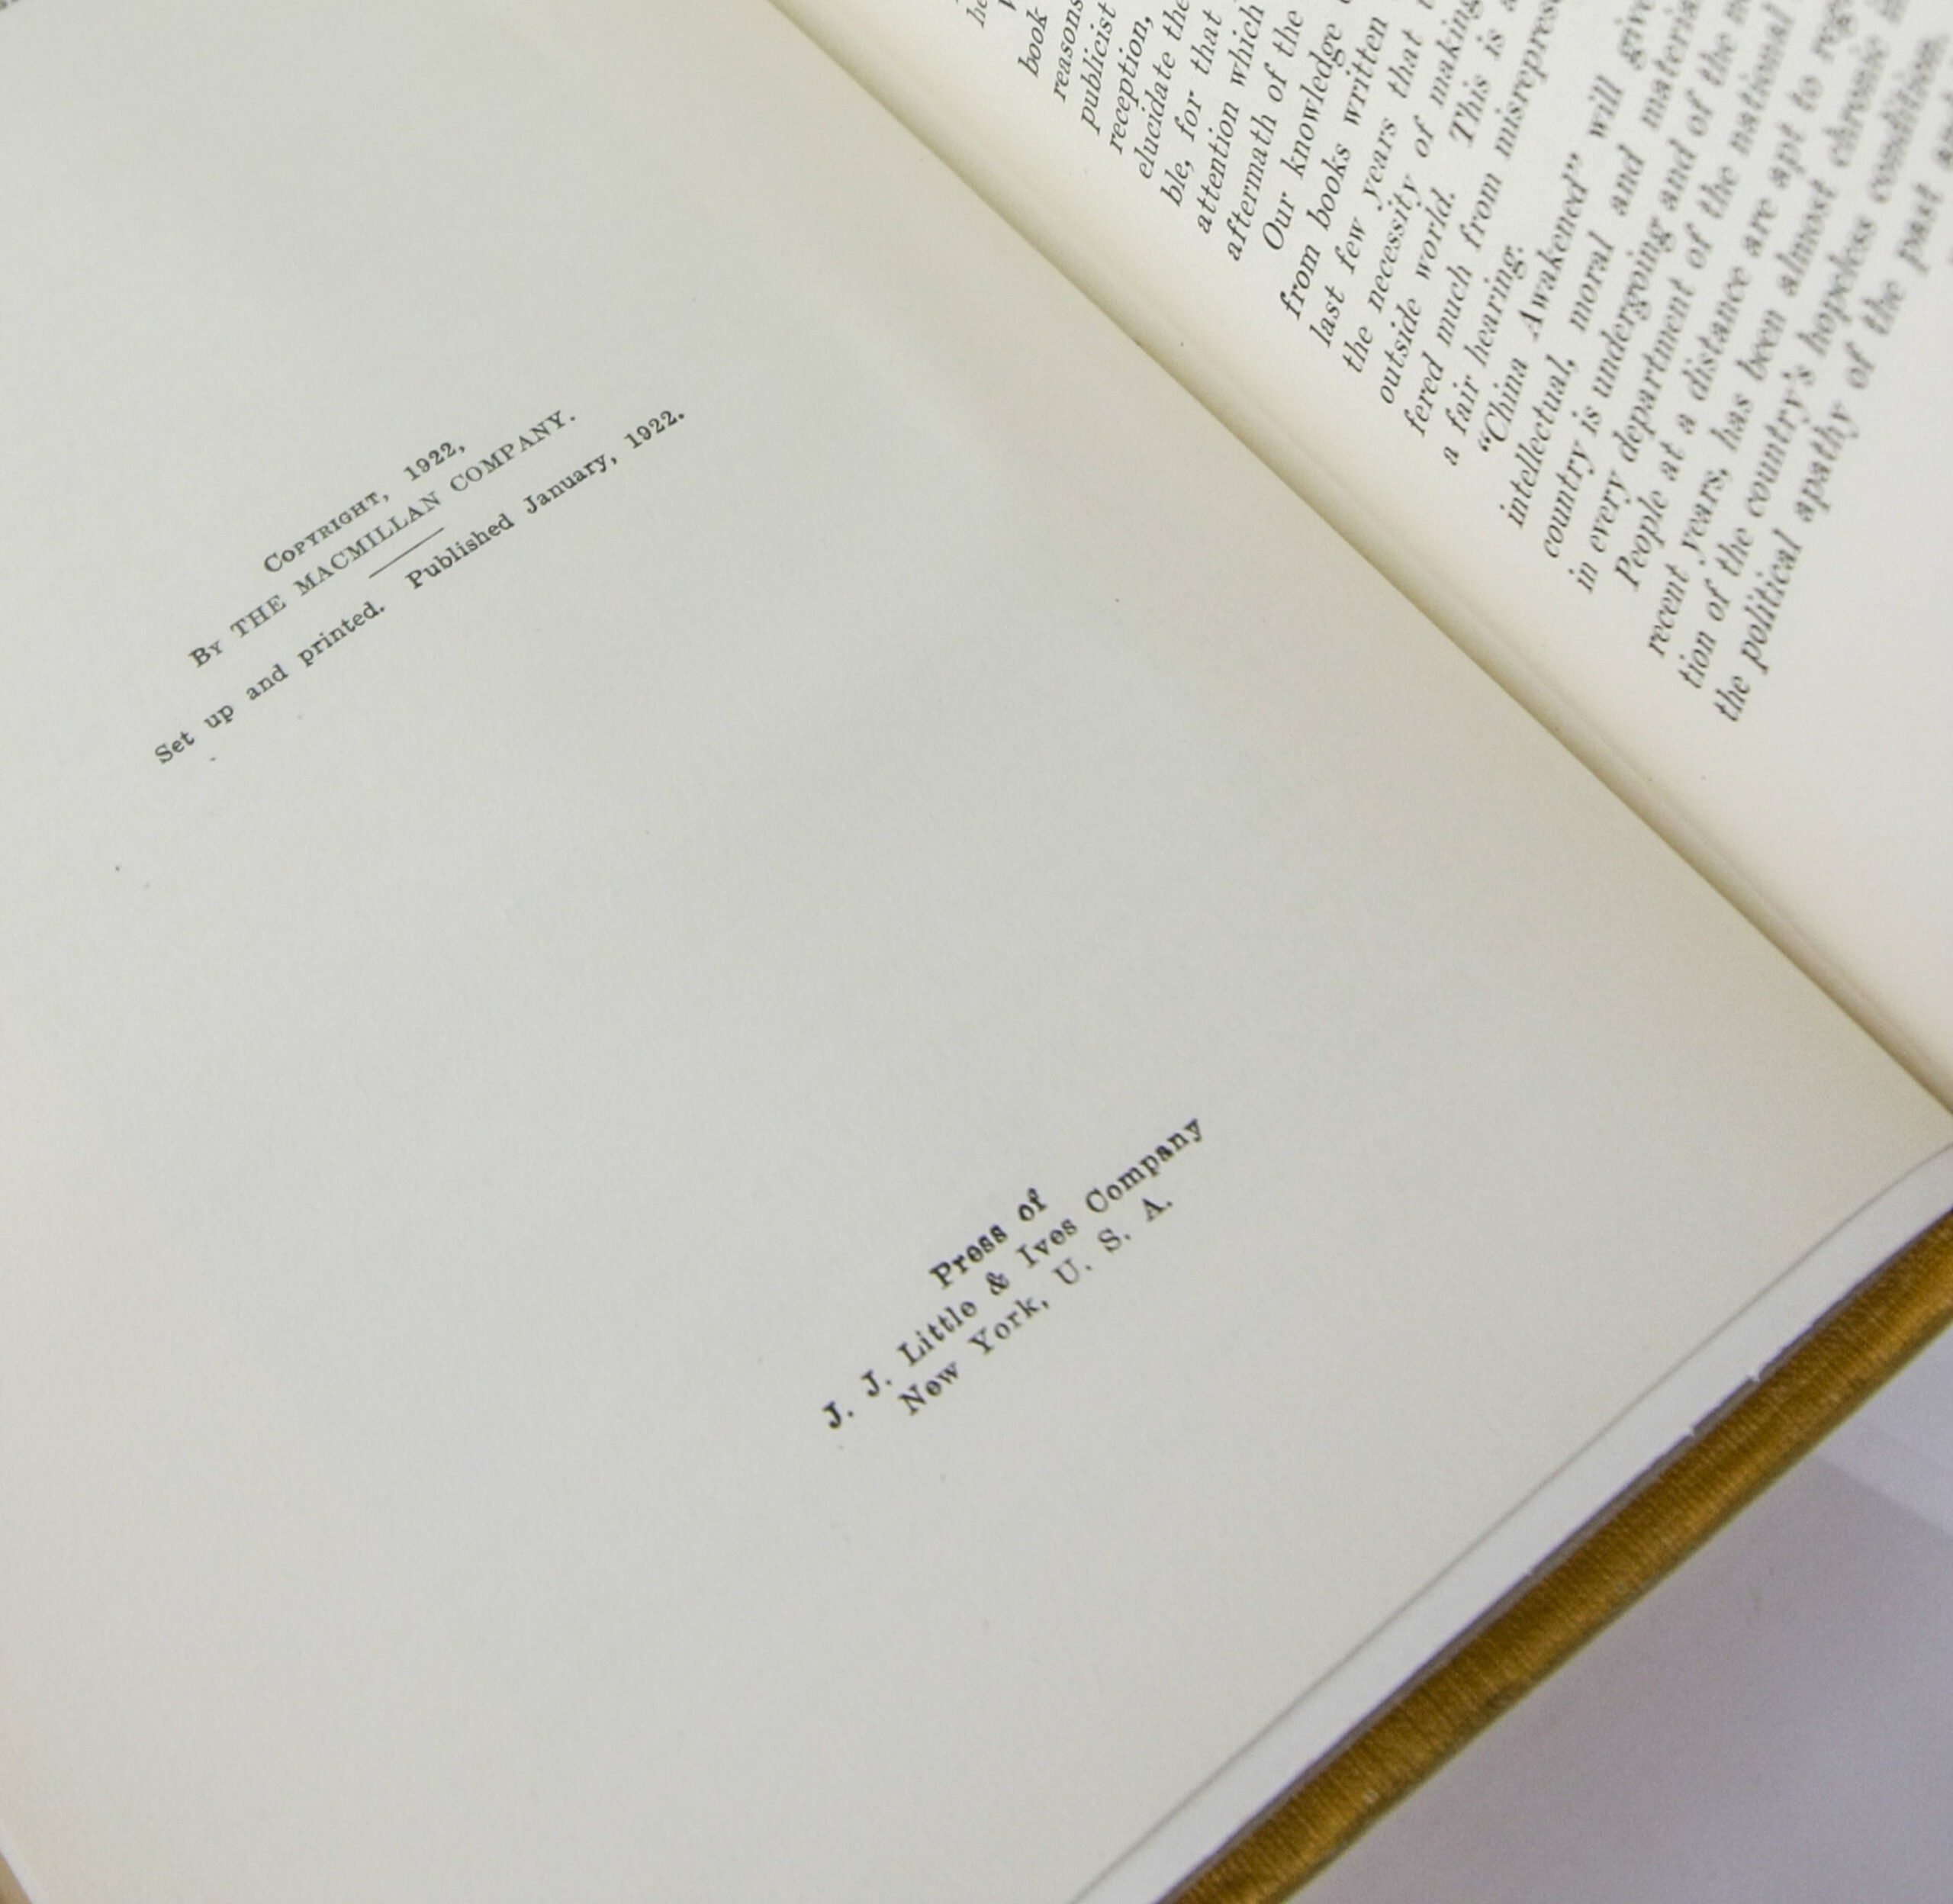 COPYRIGHT, 1922,
BY THE MACMILLAN COMPANY.
Set up and printed. Published January, 1922.
Press of
J. J. Little & Ives Company
New York, U. S. A.
book
reasons
publicist
reception,
elucidate the
ble, for that
attention which
aftermath of the
Our knowledge
from books written
last few years that
the necessity of making
outside world. This is
fered much from
a fair hearing.
"China Awakened" will give
intellectual, moral and
country is undergoing and of the
in every department of the national
People at a distance are apt to
recent years, has been almost chronic
tion of the country's hopeless condition,
the political apathy of the past